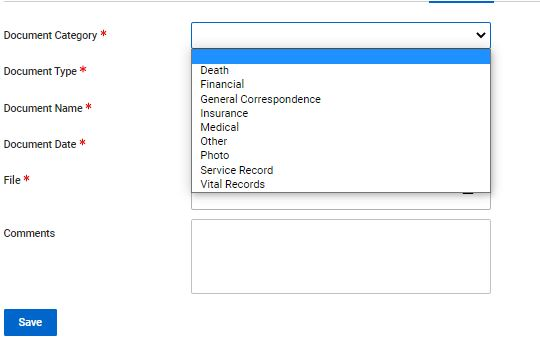 Document Category *
Death
Document Type *
Financial
General Correspondence
Document Name *
Insurance
Medical
Document Date *
Other
Photo
Service Record
File *
Vital Records
Comments
Save